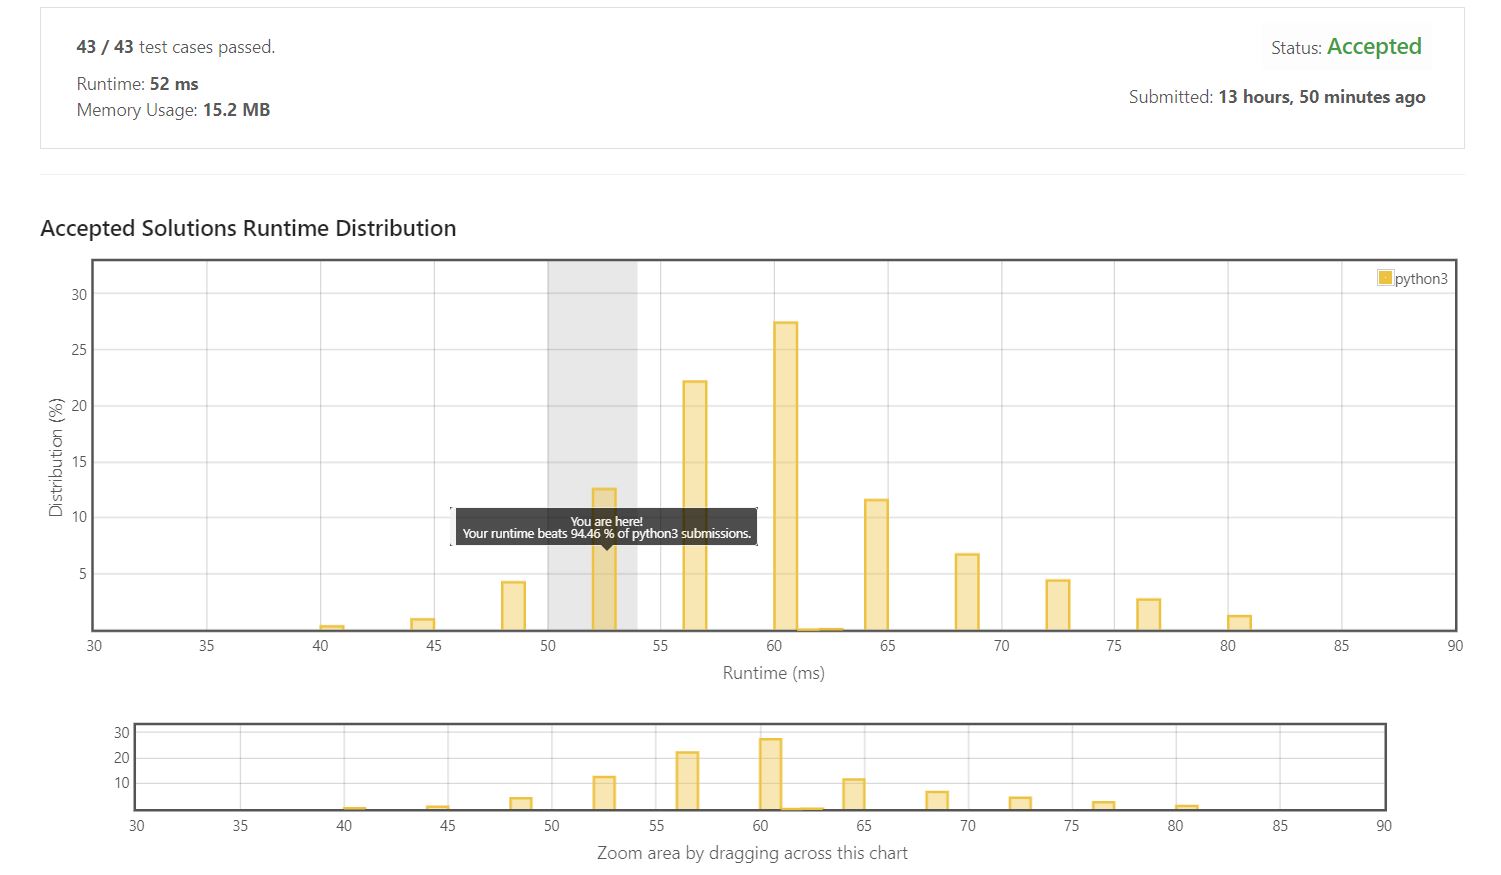 43 / 43 test cases passed.
Status: Accepted
Runtime: 52 ms
Memory Usage: 15.2 MB
Submitted: 13 hours, 50 minutes ago
Accepted Solutions Runtime Distribution
python3
30
25
20
15
10
5
Distribution (%)
You are here!
Your runtime beats 94.46 % of python3 submissions.
30 35 40 45 50 55 60 65 70 75 80 85 90
Runtime (ms)
30
20
10
30 35 40 45 50 55 60 65 70 75 80 85 90
Zoom area by dragging across this chart